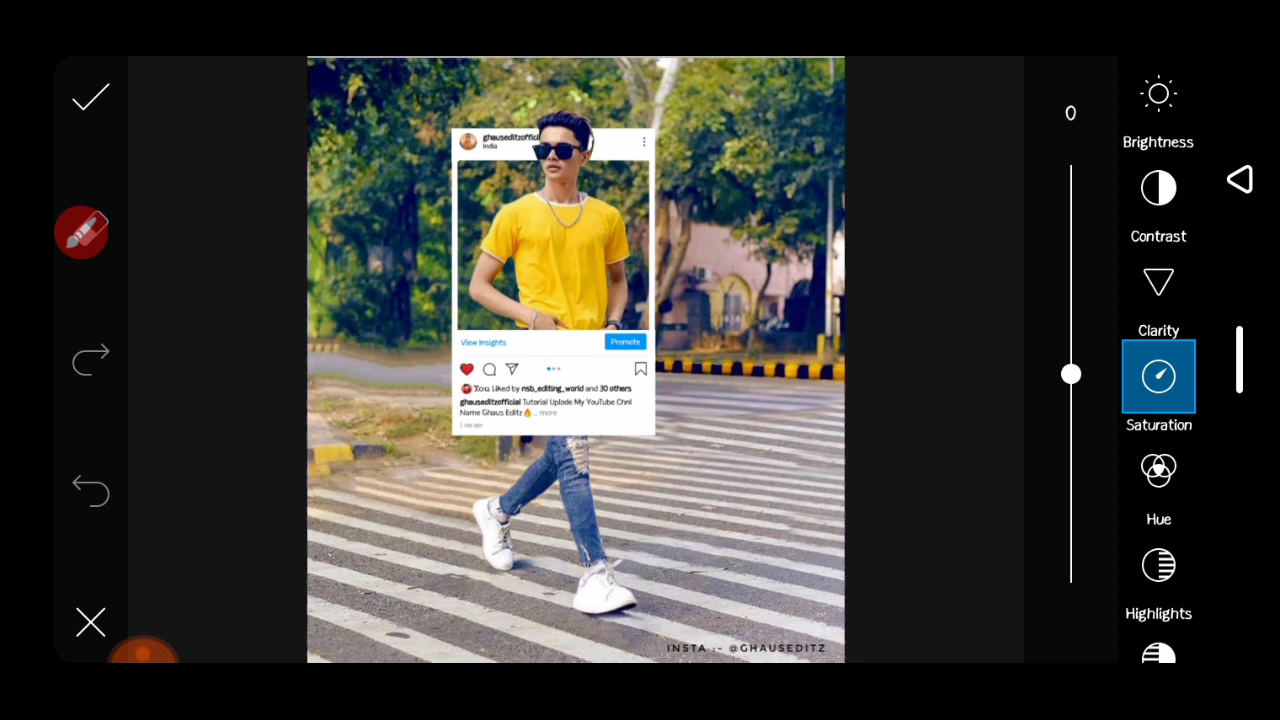 0
Brightness
Contrast
Clarity
Saturation
Hue
Highlights
ghauseditzoffici
India
View Insights
Promote
You Liked by nsb_editing_world and 30 others
ghauseditzofficial Tutorial Uplode My YouTube Chnl
Name Ghaus Editz🔥... more
1 day ago
INSTA :- @GHAUSEDITZ